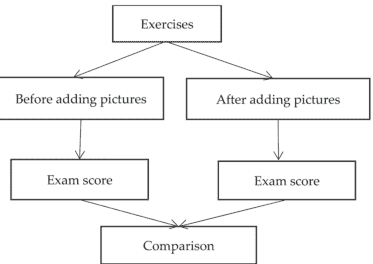 Exercises
Before adding pictures
After adding pictures
Exam score
Exam score
Comparison